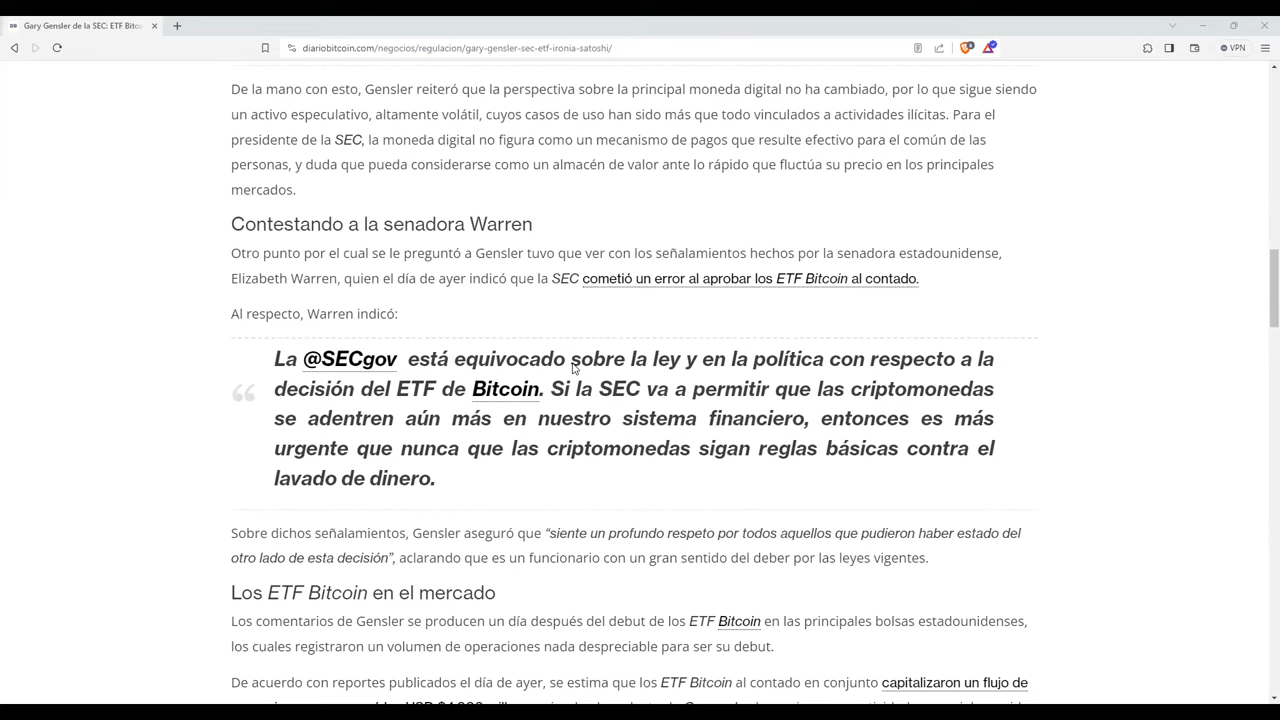 Gary Gensler de la SEC: ETF Bitc
diariobitcoin.com/negocios/regulacion/gary-gensler-sec-etf-ironia-satoshi/
VPN
De la mano con esto, Gensler reiteró que la perspectiva sobre la principal moneda digital no ha cambiado, por lo que sigue siendo
un activo especulativo, altamente volátil, cuyos casos de uso han sido más que todo vinculados a actividades ilícitas. Para el
presidente de la SEC, la moneda digital no figura como un mecanismo de pagos que resulte efectivo para el común de las
personas, y duda que pueda considerarse como un almacén de valor ante lo rápido que fluctúa su precio en los principales
mercados.
Contestando a la senadora Warren
Otro punto por el cual se le preguntó a Gensler tuvo que ver con los señalamientos hechos por la senadora estadounidense,
Elizabeth Warren, quien el día de ayer indicó que la SEC cometió un error al aprobar los ETF Bitcoin al contado.
Al respecto, Warren indicó:
La @SECgov está equivocado sobre la ley y en la política con respecto a la
decisión del ETF de Bitcoin. Si la SEC va a permitir que las criptomonedas
se adentren aún más en nuestro sistema financiero, entonces es más
urgente que nunca que las criptomonedas sigan reglas básicas contra el
lavado de dinero.
Sobre dichos señalamientos, Gensler aseguró que “siente un profundo respeto por todos aquellos que pudieron haber estado del
otro lado de esta decisión”, aclarando que es un funcionario con un gran sentido del deber por las leyes vigentes.
Los ETF Bitcoin en el mercado
Los comentarios de Gensler se producen un día después del debut de los ETF Bitcoin en las principales bolsas estadounidenses,
los cuales registraron un volumen de operaciones nada despreciable para ser su debut.
De acuerdo con reportes publicados el día de ayer, se estima que los ETF Bitcoin al contado en conjunto capitalizaron un flujo de